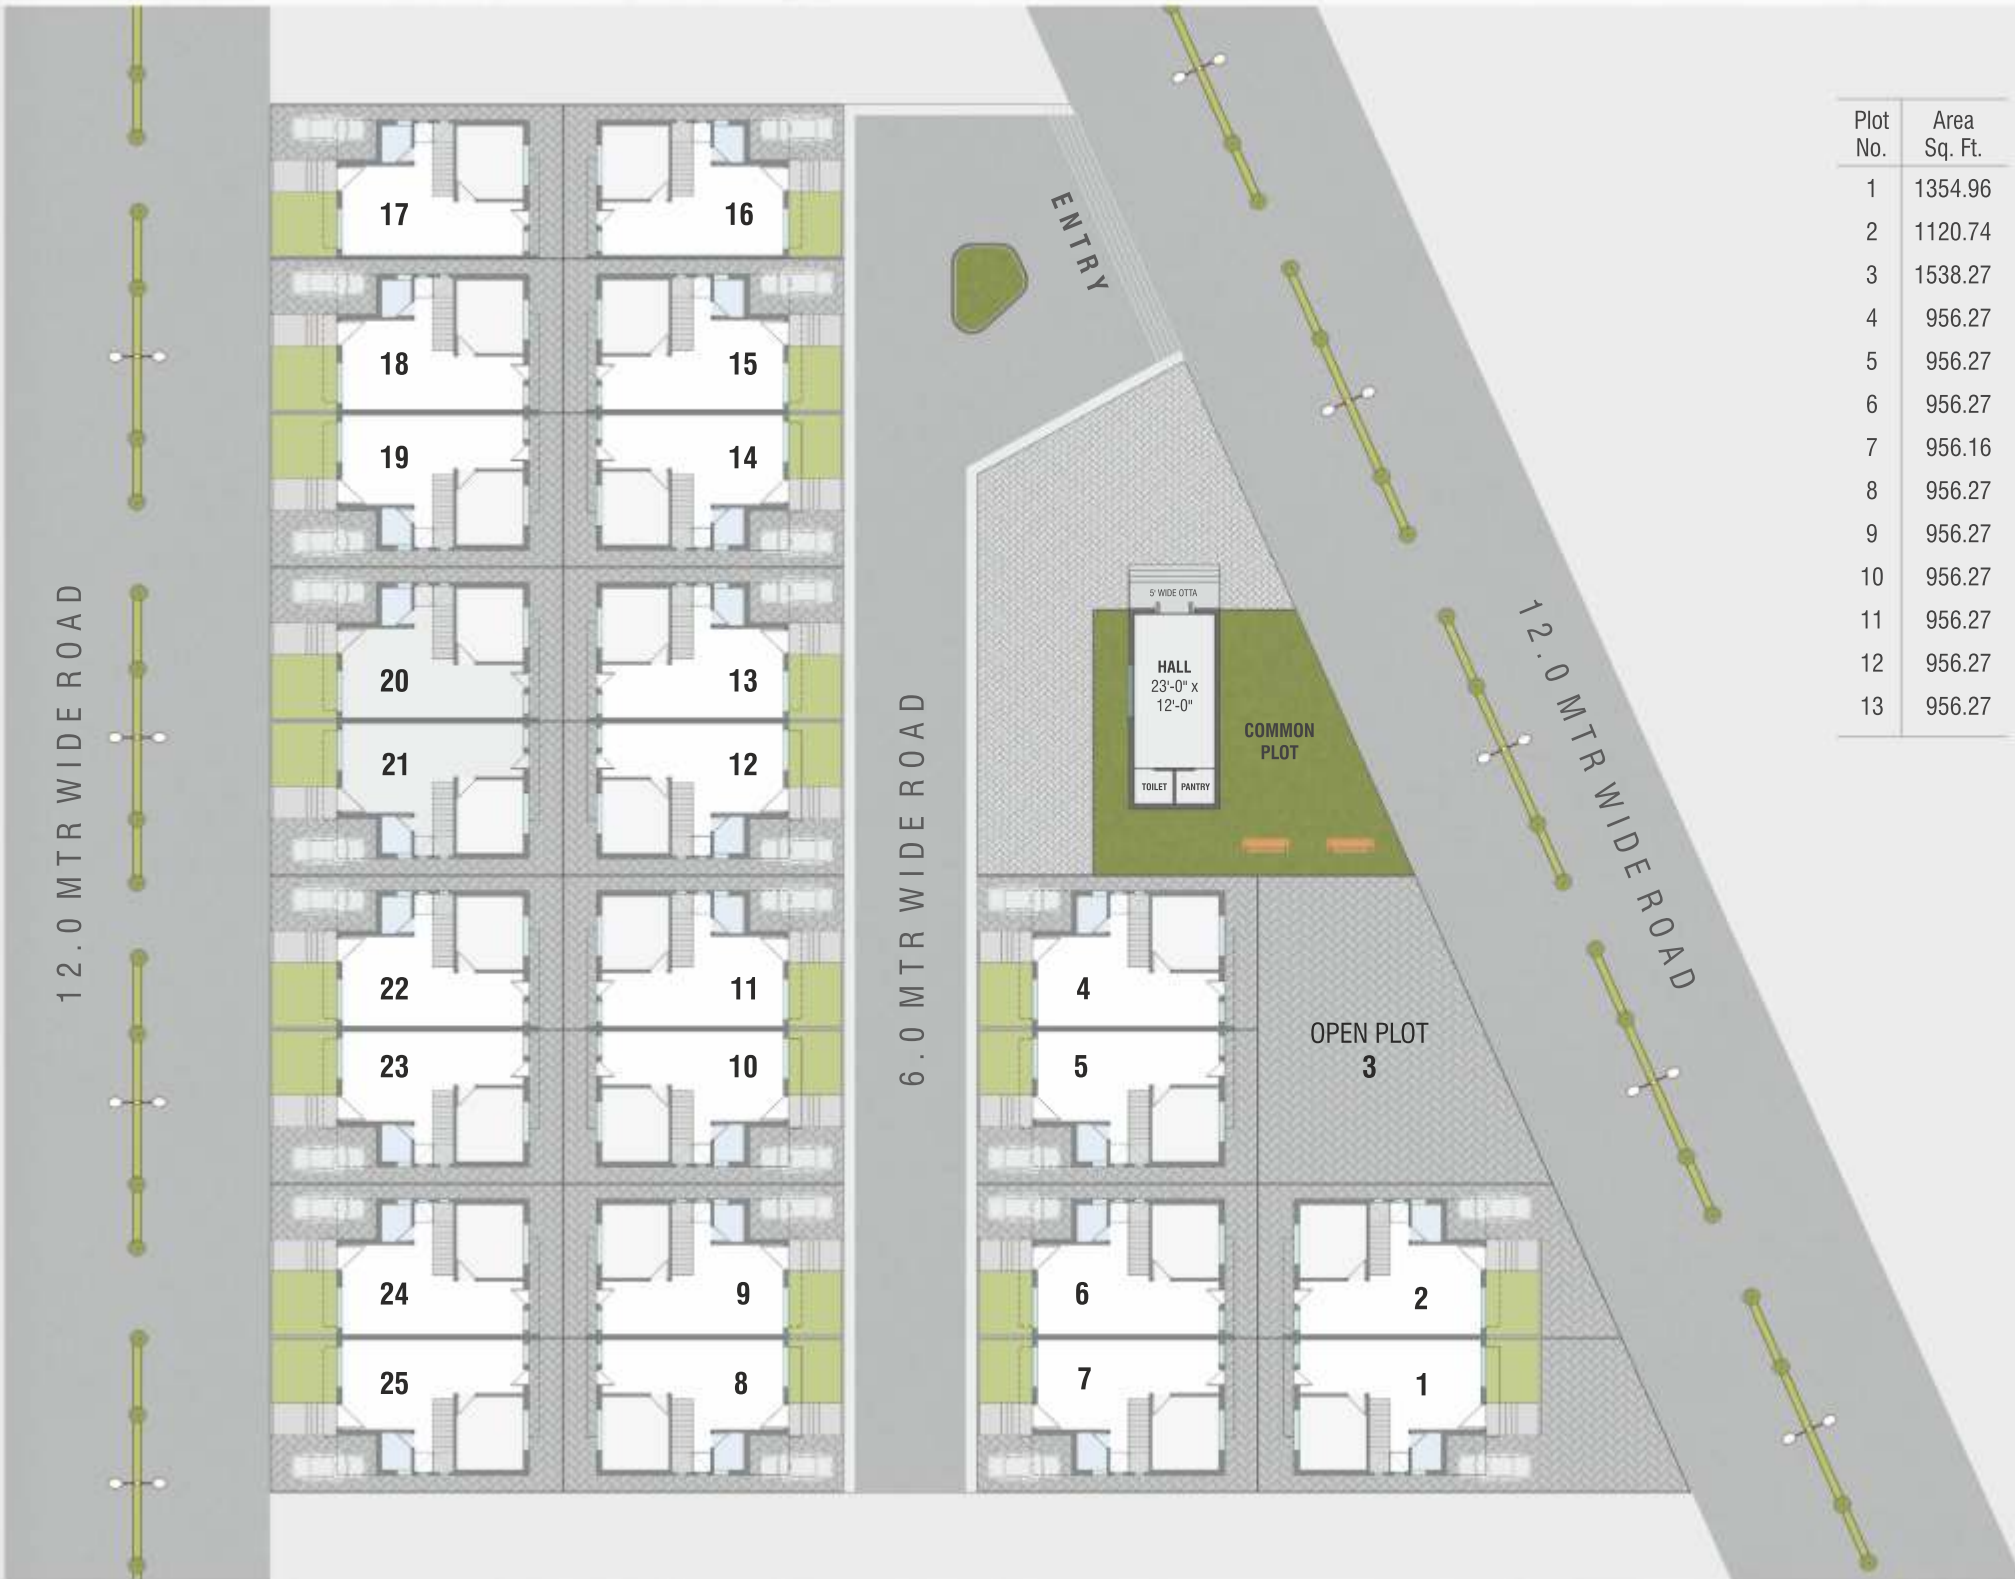 12.0 MTR WIDE ROAD
17
16
18
15
19
14
20
13
21
12
22
11
23
10
24
9
25
8
6.0 MTR WIDE ROAD
ENTRY
5' WIDE OTTA
HALL
23'-0" x
12'-0"
TOILET
PANTRY
COMMON
PLOT
4
5
OPEN PLOT
3
6
2
7
1
12.0 MTR WIDE ROAD
Plot Area
No. Sq. Ft.
1 1354.96
2 1120.74
3 1538.27
4 956.27
5 956.27
6 956.27
7 956.16
8 956.27
9 956.27
10 956.27
11 956.27
12 956.27
13 956.27